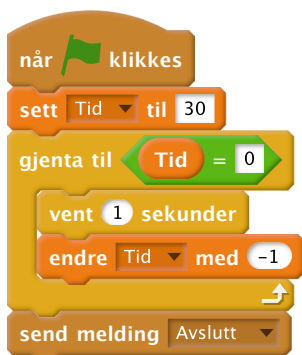 når klikkes
sett Tid til 30
gjenta til Tid = 0
vent 1 sekunder
endre Tid med -1
send melding Avslutt